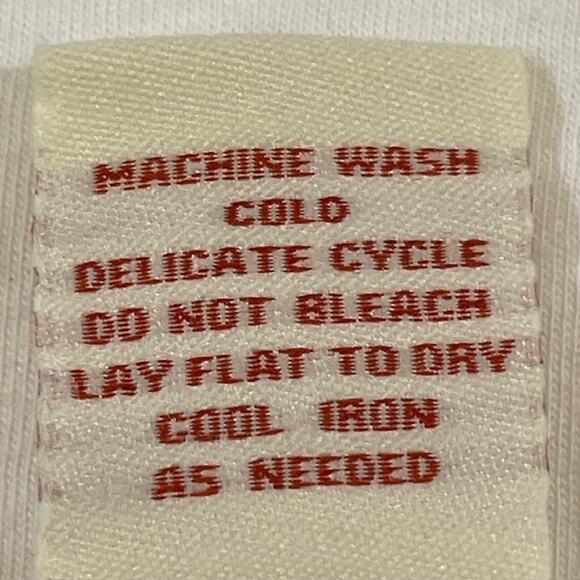 MACHINE WASH
COLD
DELICATE CYCLE
DO NOT BLEACH
LAY FLAT TO DRY
COOL IRON
AS NEEDED